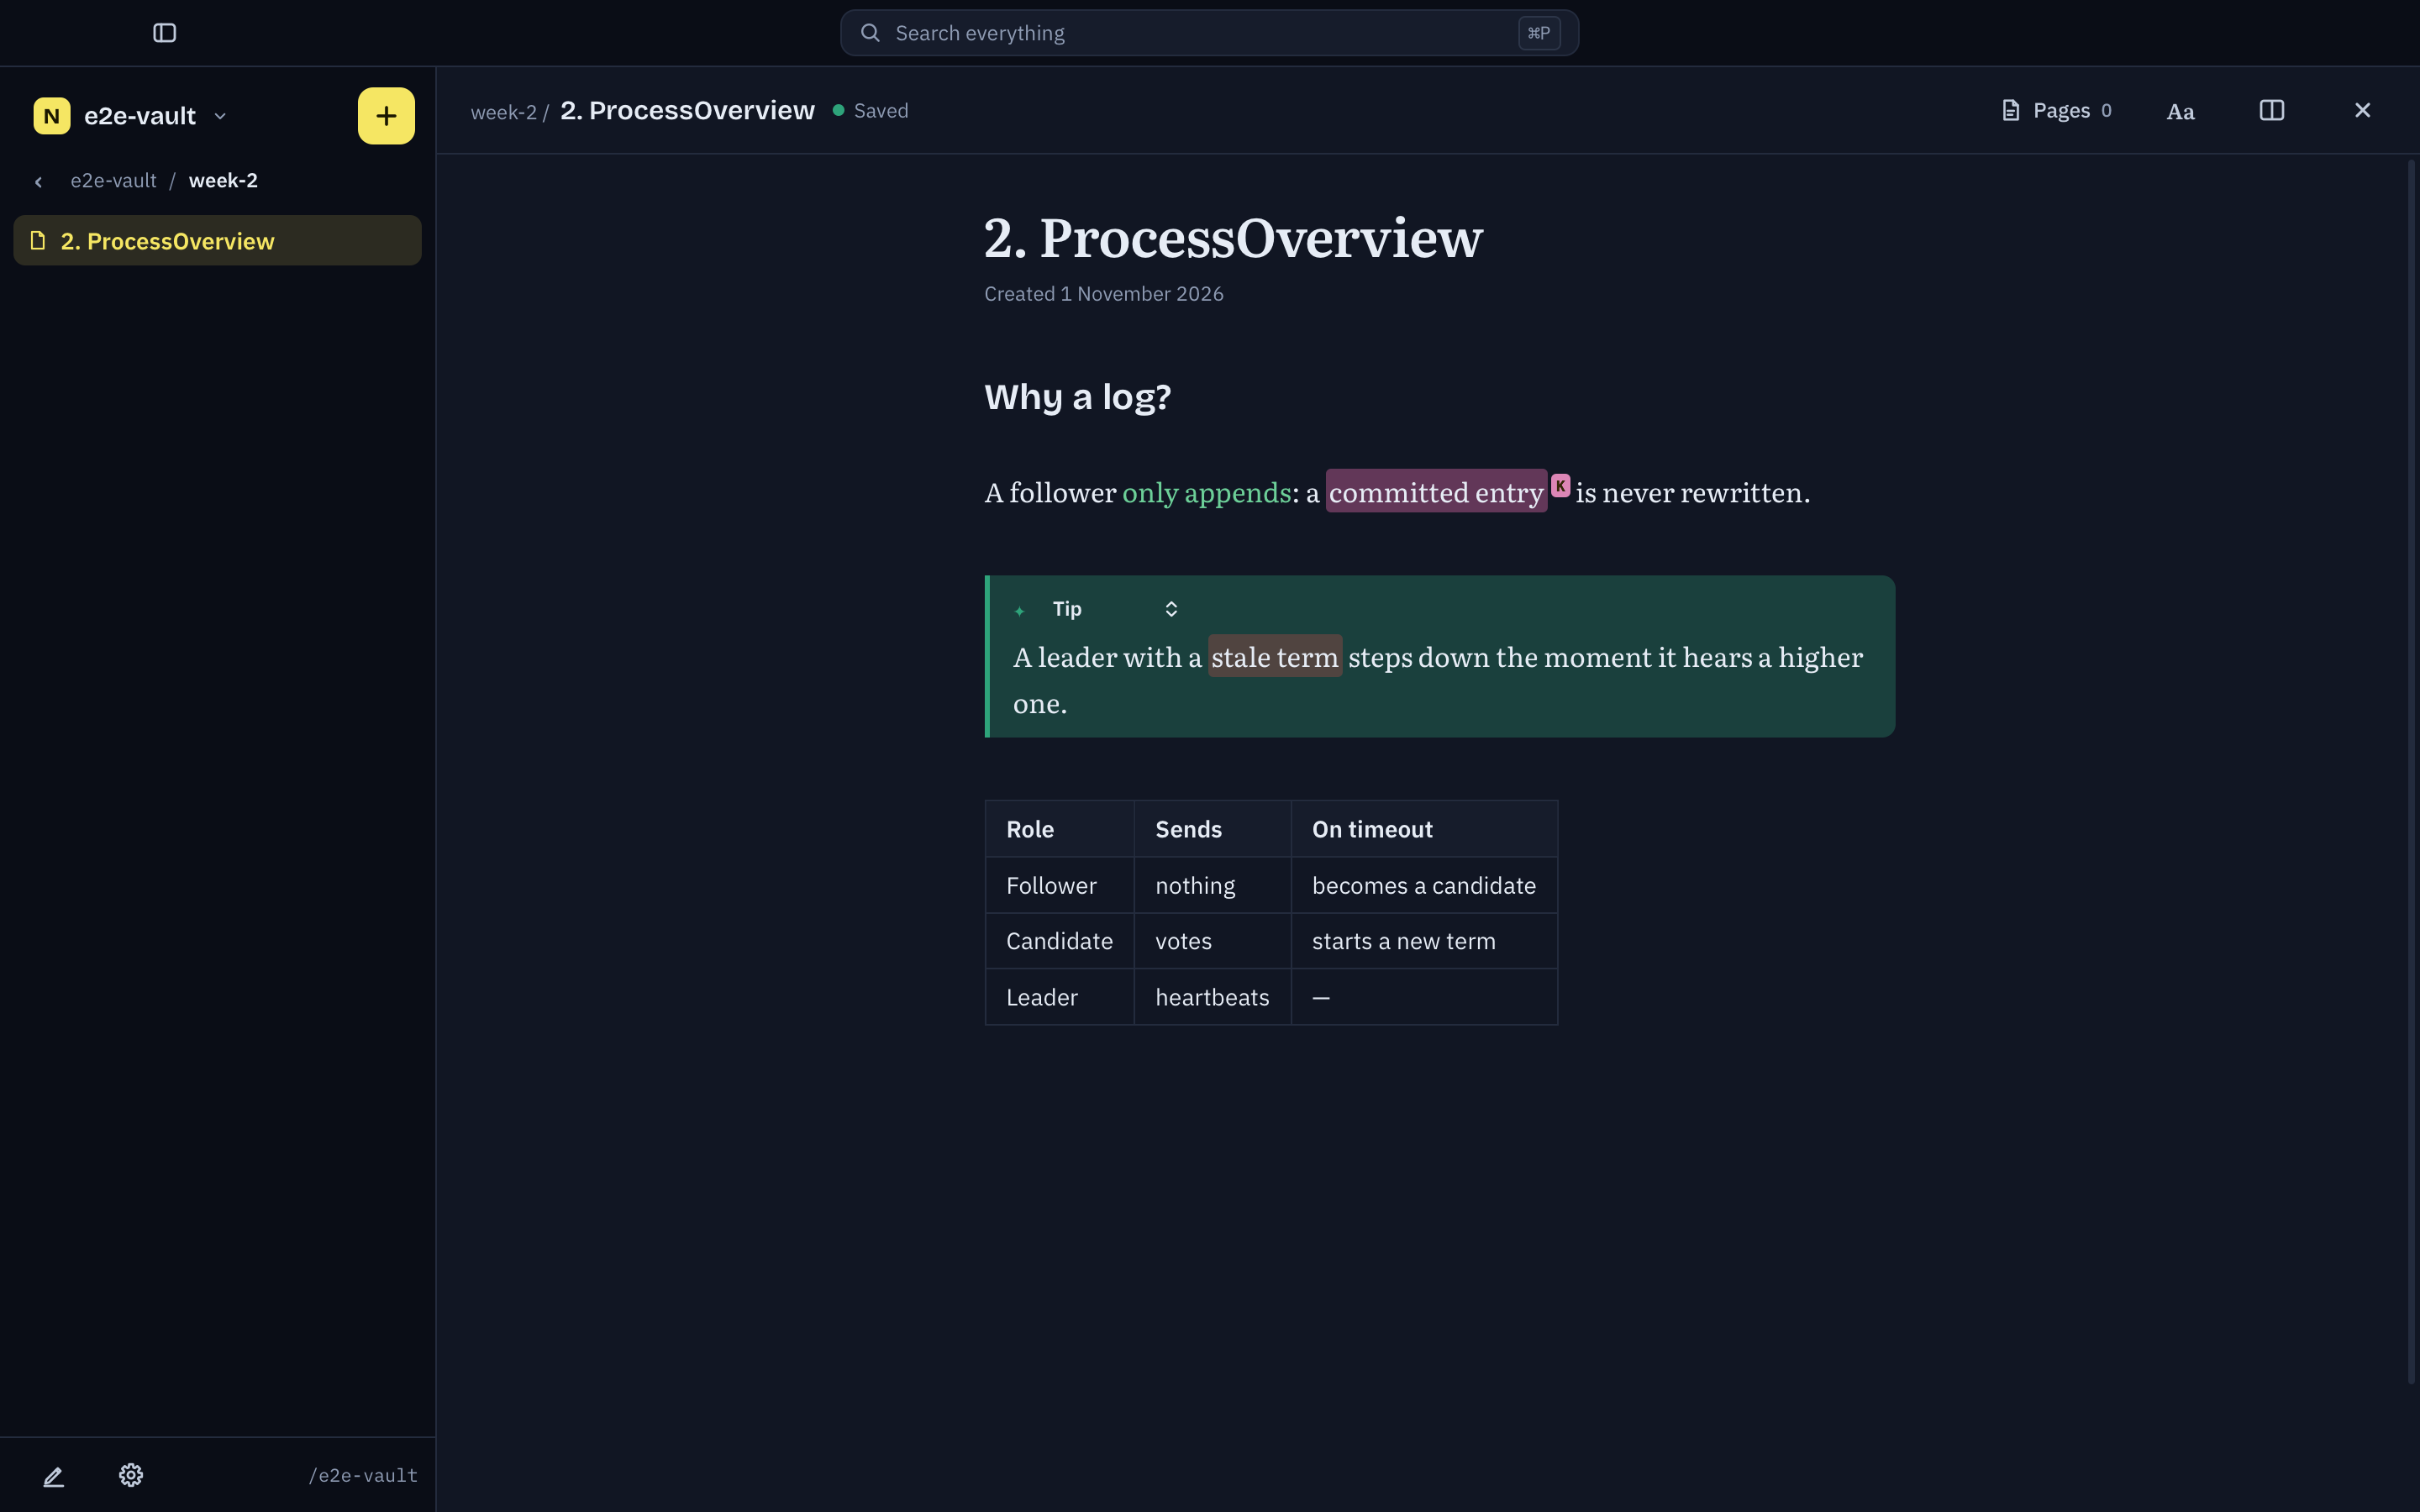 Search everything ⌘P
N e2e-vault +
‹ e2e-vault / week-2
2. ProcessOverview
week-2 / 2. ProcessOverview Saved
Pages 0 Aa
2. ProcessOverview
Created 1 November 2026
Why a log?
A follower only appends: a committed entry K is never rewritten.
Tip
A leader with a stale term steps down the moment it hears a higher
one.
Role Sends On timeout
Follower nothing becomes a candidate
Candidate votes starts a new term
Leader heartbeats —
/e2e-vault